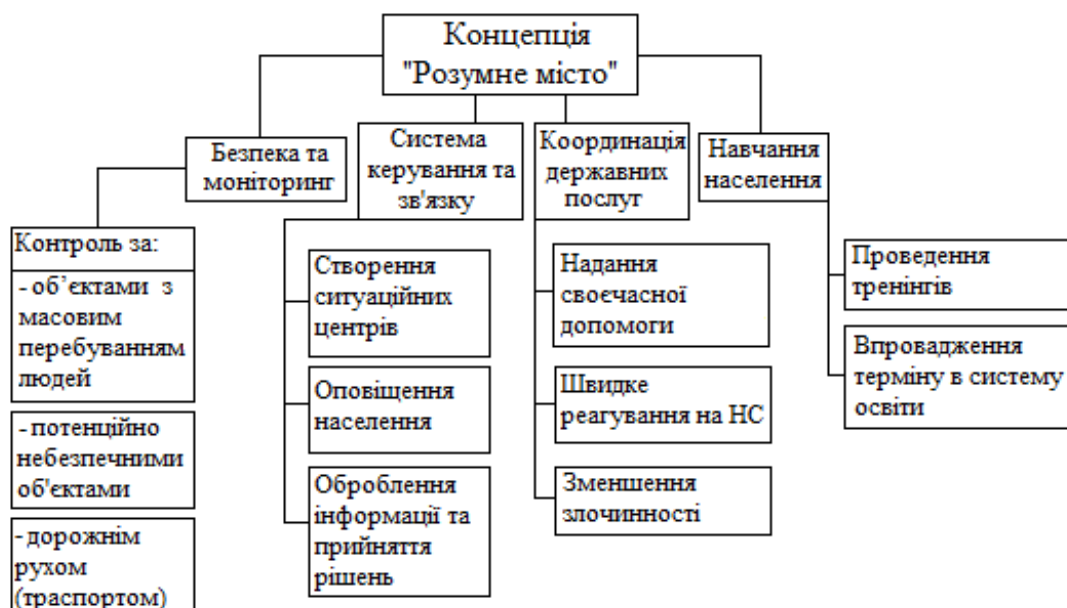 Концепція
"Розумне місто"
Безпека та
моніторинг
Система
керування та
зв'язку
Координація
державних
послуг
Навчання
населення
Контроль за:
- об’єктами з
масовим
перебуванням
людей
- потенційно
небезпечними
об'єктами
- дорожнім
рухом
(траспортом)
Створення
ситуаційних
центрів
Оповіщення
населення
Оброблення
інформації та
прийняття
рішень
Надання
своєчасної
допомоги
Швидке
реагування на НС
Зменшення
злочинності
Проведення
тренінгів
Впровадження
терміну в систему
освіти